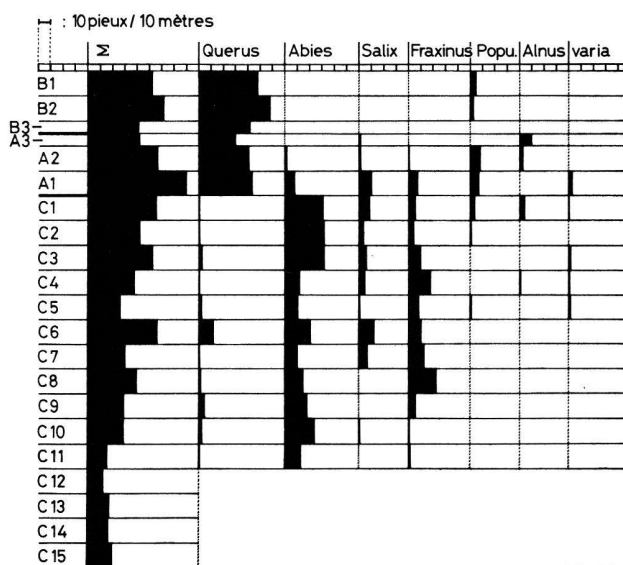 : 10 pieux / 10 mètres
Σ Querus Abies Salix Fraxinus Popu. Alnus varia
B1
B2
B3
A3
A2
A1
C1
C2
C3
C4
C5
C6
C7
C8
C9
C10
C11
C12
C13
C14
C15